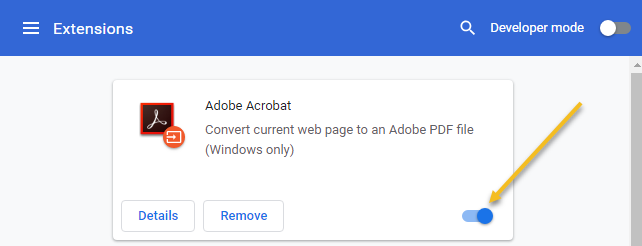 Extensions
Developer mode
Adobe Acrobat
Convert current web page to an Adobe PDF file
(Windows only)
Details
Remove